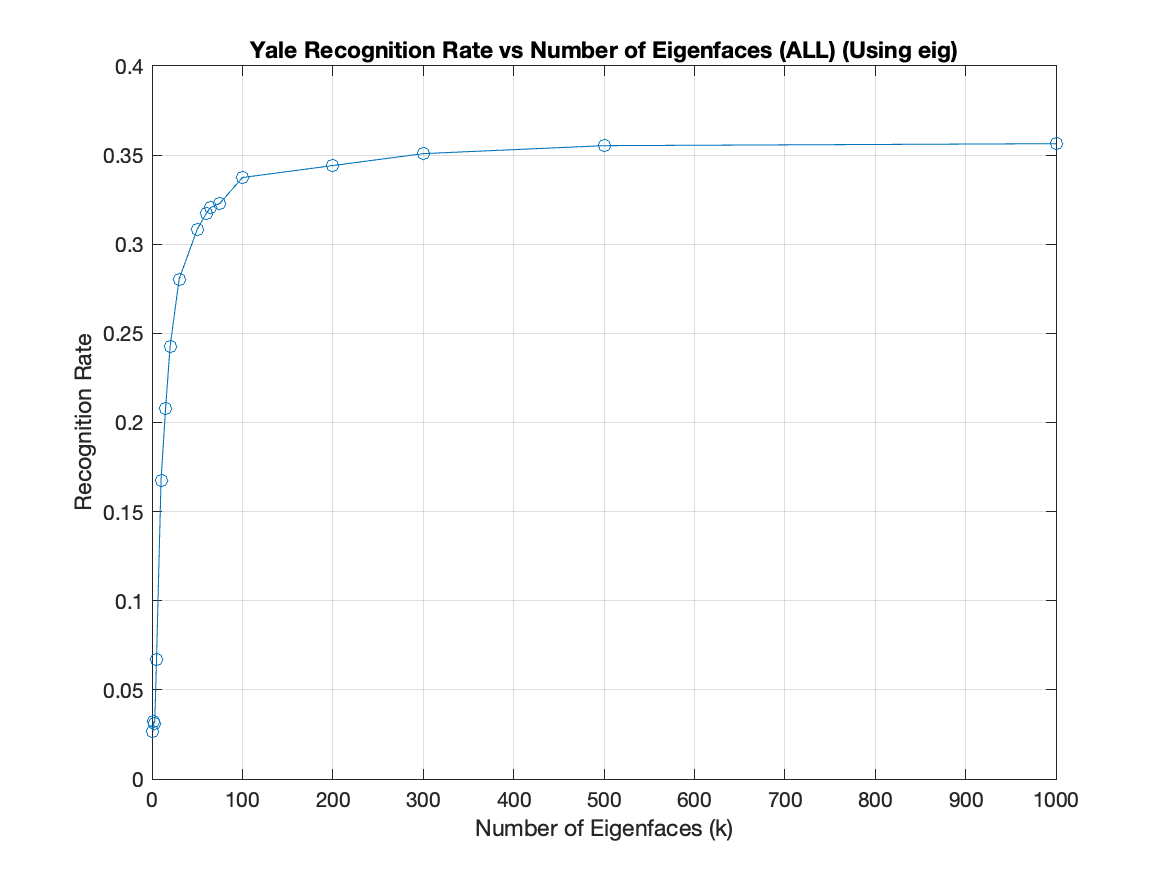 Yale Recognition Rate vs Number of Eigenfaces (ALL) (Using eig)
0.4
0.35
0.3
0.25
0.2
0.15
0.1
0.05
0
Recognition Rate
0 100 200 300 400 500 600 700 800 900 1000
Number of Eigenfaces (k)